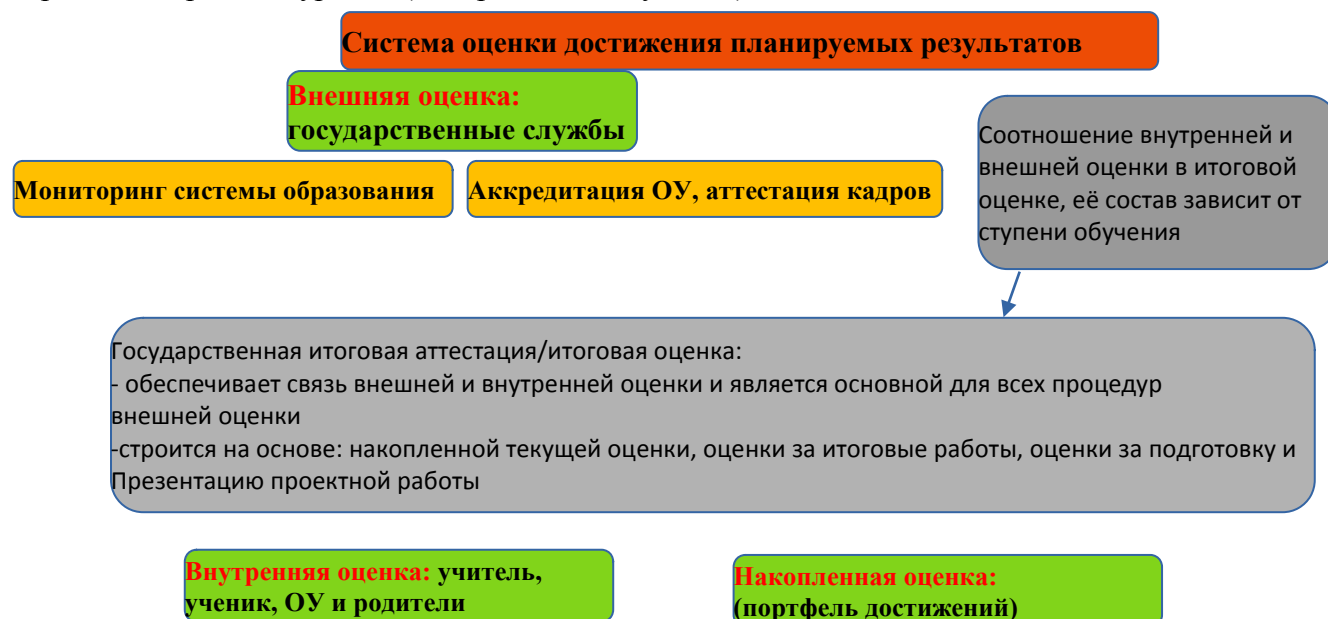 Система оценки достижения планируемых результатов
Внешняя оценка:
государственные службы
Мониторинг системы образования
Аккредитация ОУ, аттестация кадров
Соотношение внутренней и
внешней оценки в итоговой
оценке, её состав зависит от
ступени обучения
Государственная итоговая аттестация/итоговая оценка:
- обеспечивает связь внешней и внутренней оценки и является основной для всех процедур
внешней оценки
-строится на основе: накопленной текущей оценки, оценки за итоговые работы, оценки за подготовку и
Презентацию проектной работы
Внутренняя оценка: учитель,
ученик, ОУ и родители
Накопленная оценка:
(портфель достижений)